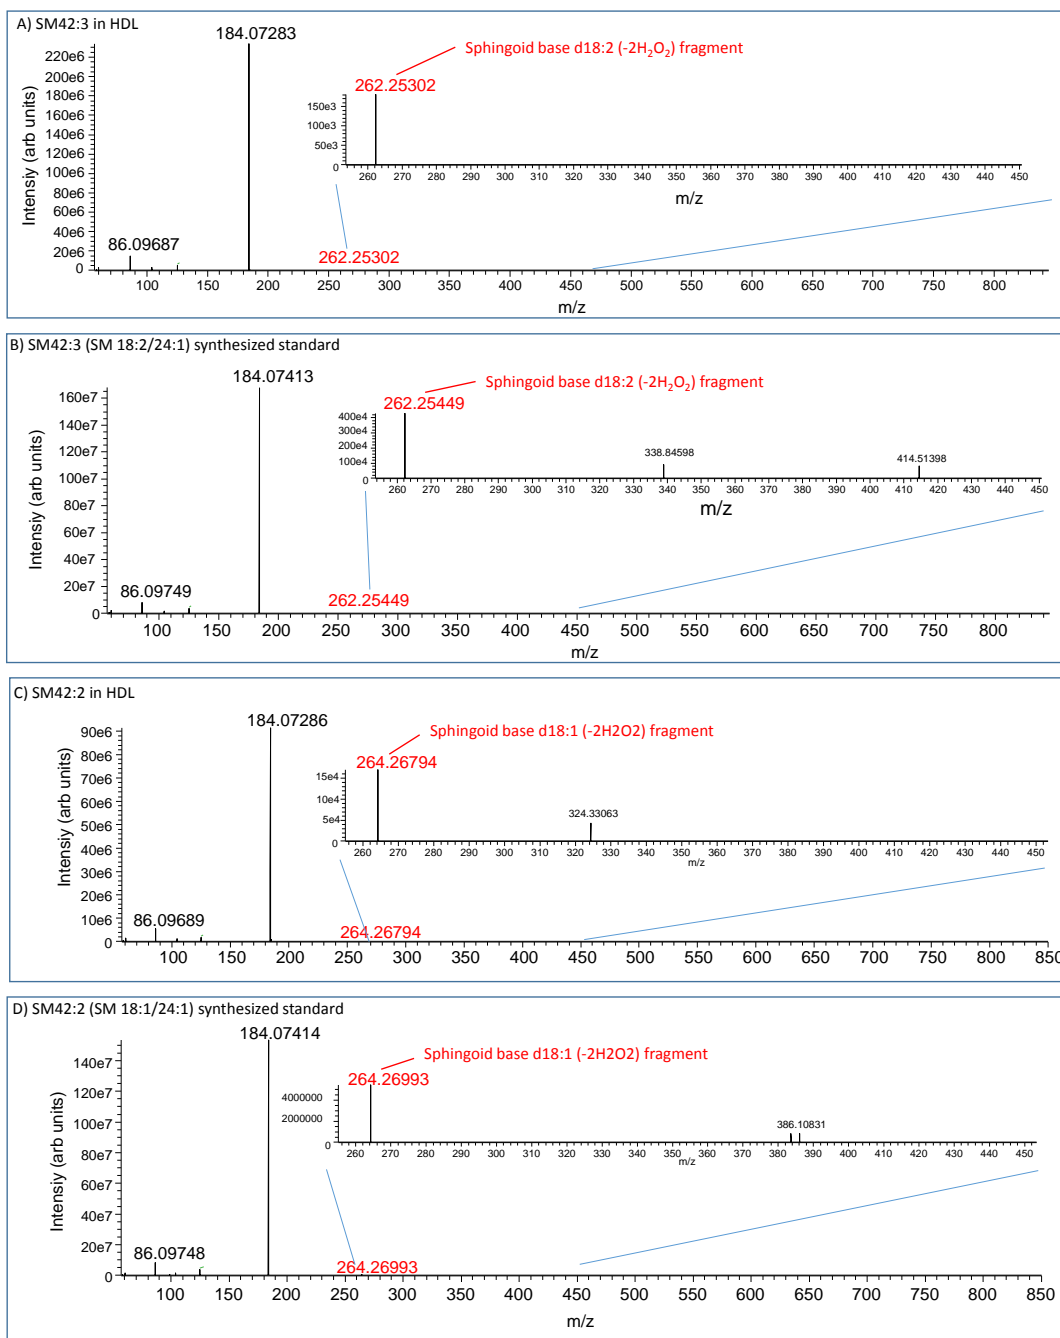 A) SM42:3 in HDL
184.07283
Sphingoid base d18:2 (-2H₂O₂) fragment
262.25302
220e6
200e6
180e6
160e6
140e6
120e6
100e6
80e6
60e6
40e6
20e6
0
Intensiy (arb units)
150e3
100e3
50e3
0
260 270 280 290 300 310 320 330 340 350 360 370 380 390 400 410 420 430 440 450
m/z
86.09687
262.25302
100 150 200 250 300 350 400 450 500 550 600 650 700 750 800
m/z
B) SM42:3 (SM 18:2/24:1) synthesized standard
184.07413
Sphingoid base d18:2 (-2H₂O₂) fragment
262.25449
160e7
140e7
120e7
100e7
80e7
60e7
40e7
20e7
0
Intensiy (arb units)
400e4
300e4
200e4
100e4
0
338.84598
414.51398
260 270 280 290 300 310 320 330 340 350 360 370 380 390 400 410 420 430 440 450
m/z
86.09749
262.25449
100 150 200 250 300 350 400 450 500 550 600 650 700 750 800
m/z
C) SM42:2 in HDL
184.07286
Sphingoid base d18:1 (-2H2O2) fragment
264.26794
90e6
80e6
70e6
60e6
50e6
40e6
30e6
20e6
10e6
0
Intensiy (arb units)
15e4
10e4
5e4
0
324.33063
260 270 280 290 300 310 320 330 340 350 360 370 380 390 400 410 420 430 440 450
m/z
86.09689
264.26794
100 150 200 250 300 350 400 450 500 550 600 650 700 750 800 850
m/z
D) SM42:2 (SM 18:1/24:1) synthesized standard
184.07414
Sphingoid base d18:1 (-2H2O2) fragment
264.26993
140e7
120e7
100e7
80e7
60e7
40e7
20e7
0
Intensiy (arb units)
4000000
2000000
0
386.10831
260 270 280 290 300 310 320 330 340 350 360 370 380 390 400 410 420 430 440 450
m/z
86.09748
264.26993
100 150 200 250 300 350 400 450 500 550 600 650 700 750 800 850
m/z